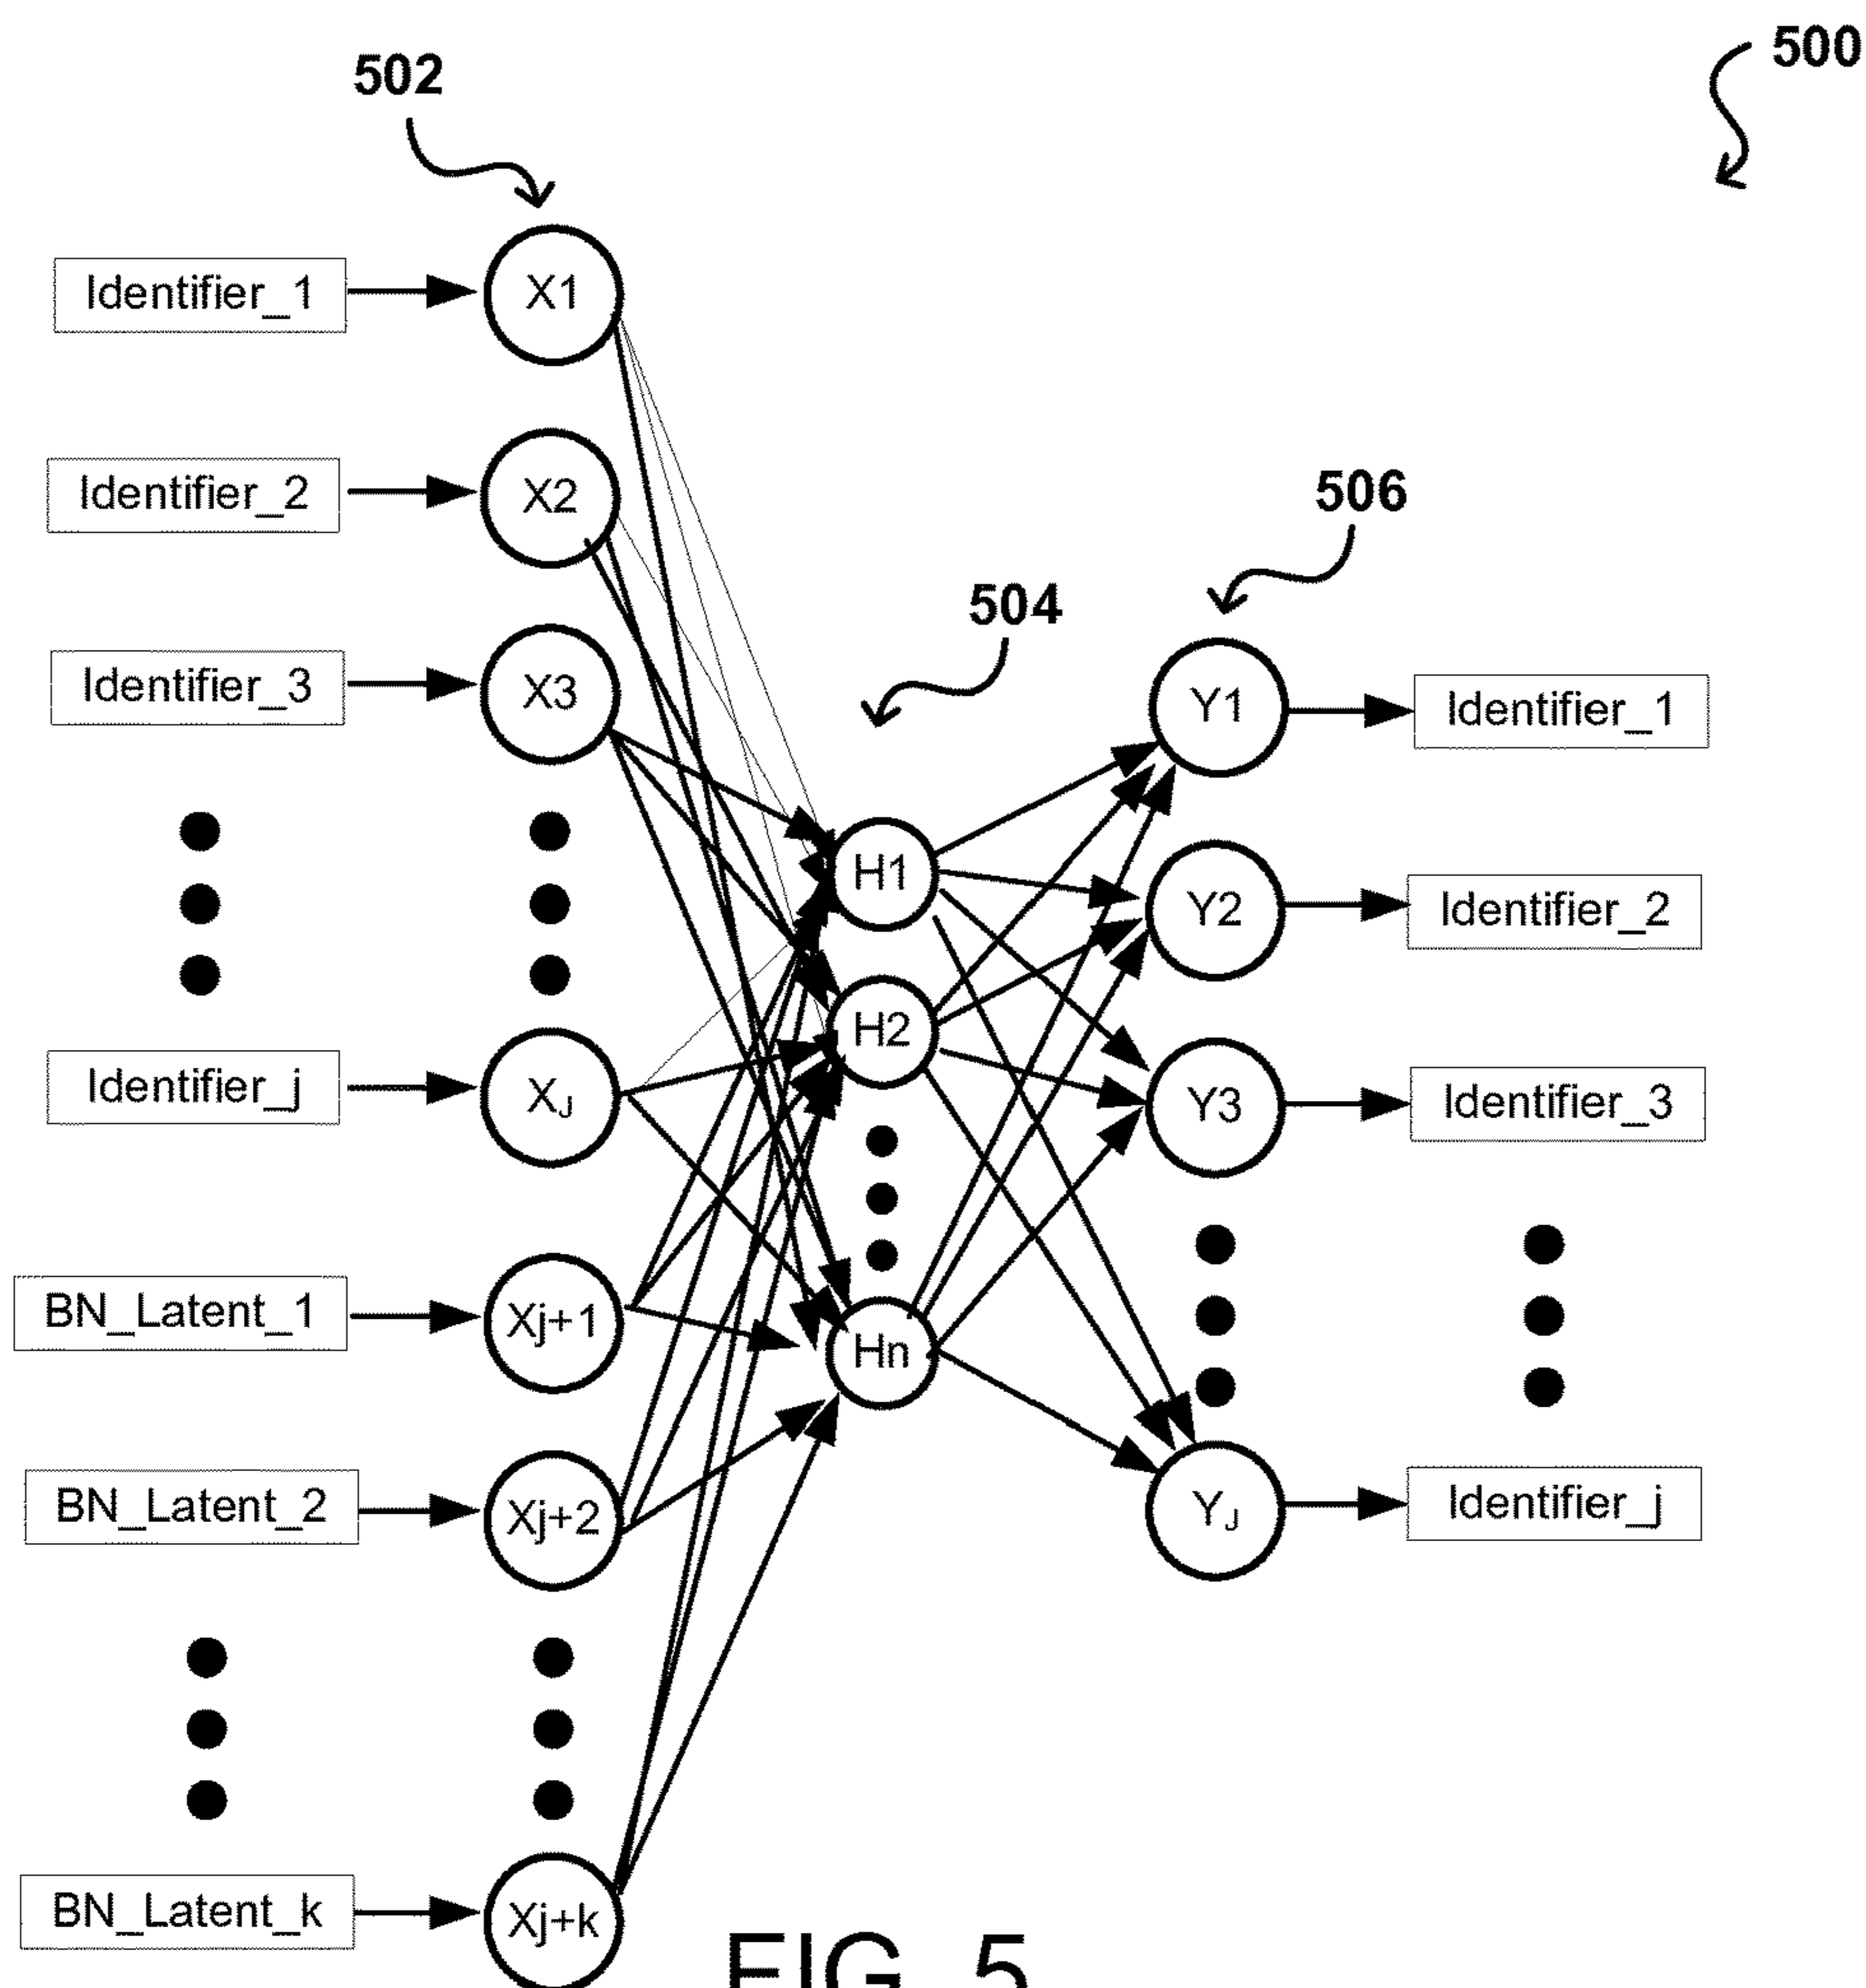 500
502
Identifier_1 X1
Identifier_2 X2
506
Identifier_3 X3
504
Y1 Identifier_1
H1
Y2 Identifier_2
H2
Identifier_j XJ
Y3 Identifier_3
BN_Latent_1 Xj+1
Hn
BN_Latent_2 Xj+2
YJ Identifier_j
BN_Latent_k Xj+k
FIG. 5